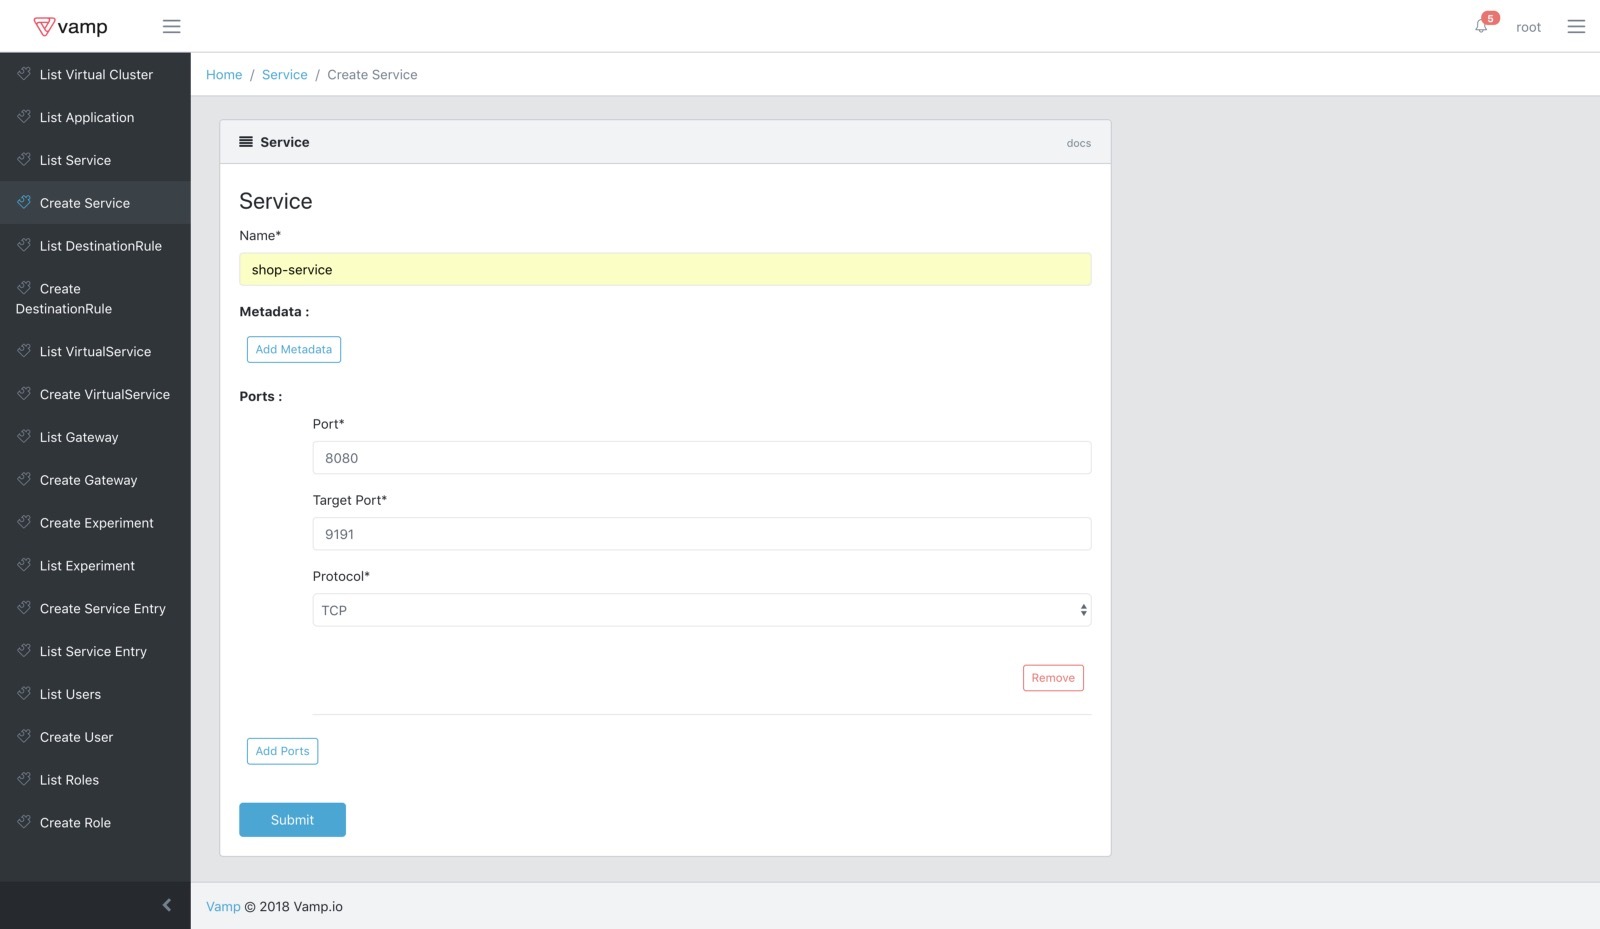 vamp
5
root
List Virtual Cluster
List Application
List Service
Create Service
List DestinationRule
Create
DestinationRule
List VirtualService
Create VirtualService
List Gateway
Create Gateway
Create Experiment
List Experiment
Create Service Entry
List Service Entry
List Users
Create User
List Roles
Create Role
Home / Service / Create Service
Service
docs
Service
Name*
shop-service
Metadata :
Add Metadata
Ports :
Port*
8080
Target Port*
9191
Protocol*
TCP
Remove
Add Ports
Submit
Vamp © 2018 Vamp.io